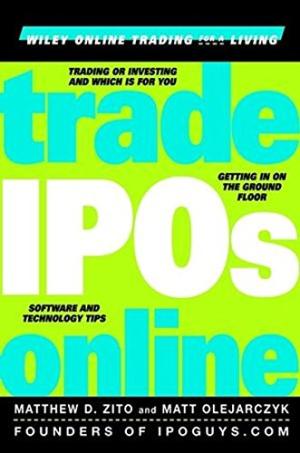 WILEY ONLINE TRADING FOR A LIVING
TRADING OR INVESTING
AND WHICH IS FOR YOU
trade
GETTING IN ON
THE GROUND
FLOOR
IPOs
SOFTWARE AND
TECHNOLOGY TIPS
online
MATTHEW D. ZITO AND MATT OLEJARCZYK
FOUNDERS OF IPOGUYS.COM